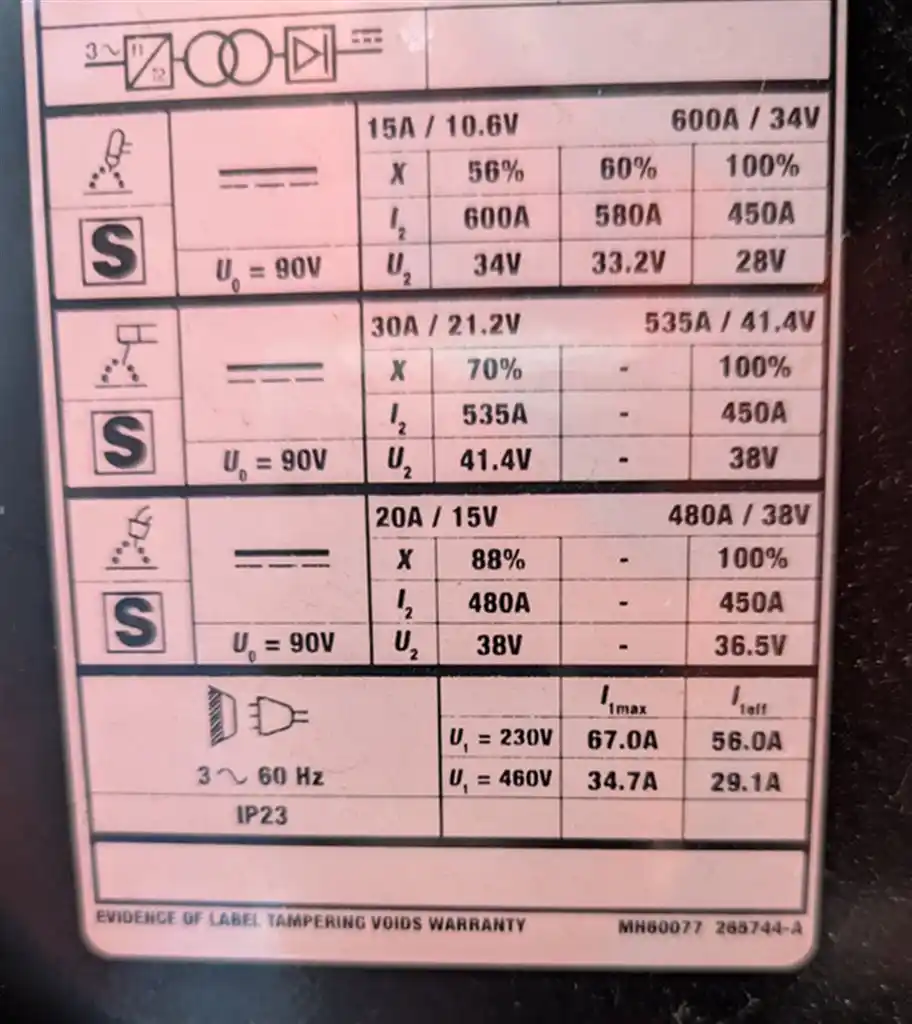 3~ f1 f2
15A / 10.6V 600A / 34V
X 56% 60% 100%
I2 600A 580A 450A
S U0 = 90V U2 34V 33.2V 28V
30A / 21.2V 535A / 41.4V
X 70% - 100%
I2 535A - 450A
S U0 = 90V U2 41.4V - 38V
20A / 15V 480A / 38V
X 88% - 100%
I2 480A - 450A
S U0 = 90V U2 38V - 36.5V
I1max I1eff
U1 = 230V 67.0A 56.0A
3~ 60 Hz U1 = 460V 34.7A 29.1A
IP23
EVIDENCE OF LABEL TAMPERING VOIDS WARRANTY MH60077 265744-A